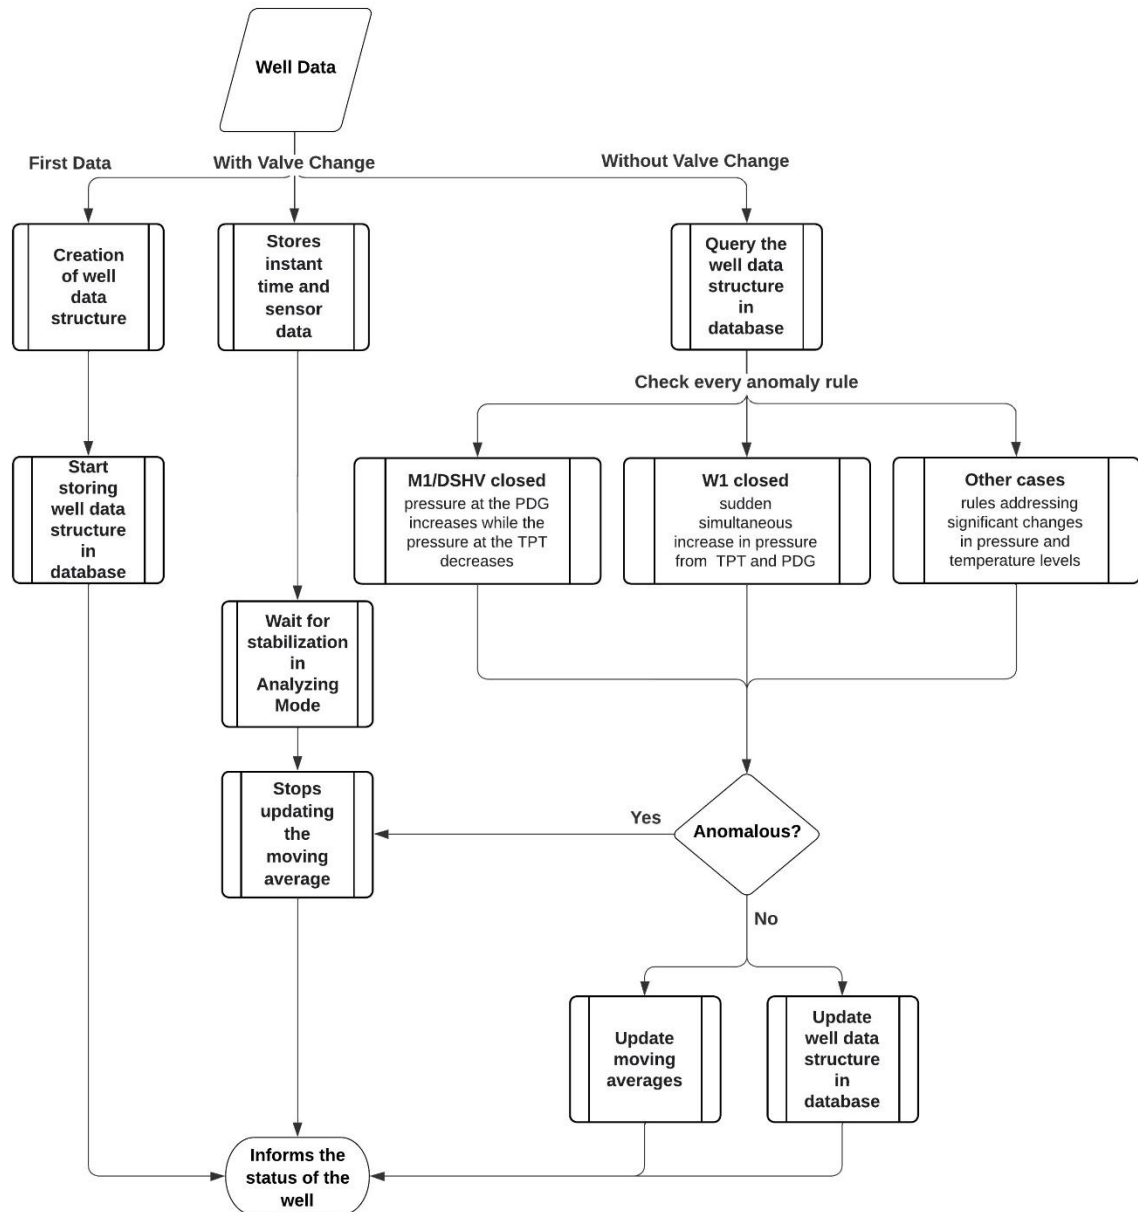 Well Data
First Data
With Valve Change
Without Valve Change
Creation
of well
data
structure
Stores
instant
time and
sensor
data
Query the
well data
structure
in
database
Check every anomaly rule
Start
storing
well data
structure
in
database
M1/DSHV closed
pressure at the PDG
increases while the
pressure at the TPT
decreases
W1 closed
sudden
simultaneous
increase in pressure
from TPT and PDG
Other cases
rules addressing
significant changes
in pressure and
temperature levels
Wait for
stabilization
in
Analyzing
Mode
Stops
updating
the
moving
average
Yes
Anomalous?
No
Update
moving
averages
Update
well data
structure
in
database
Informs the
status of the
well